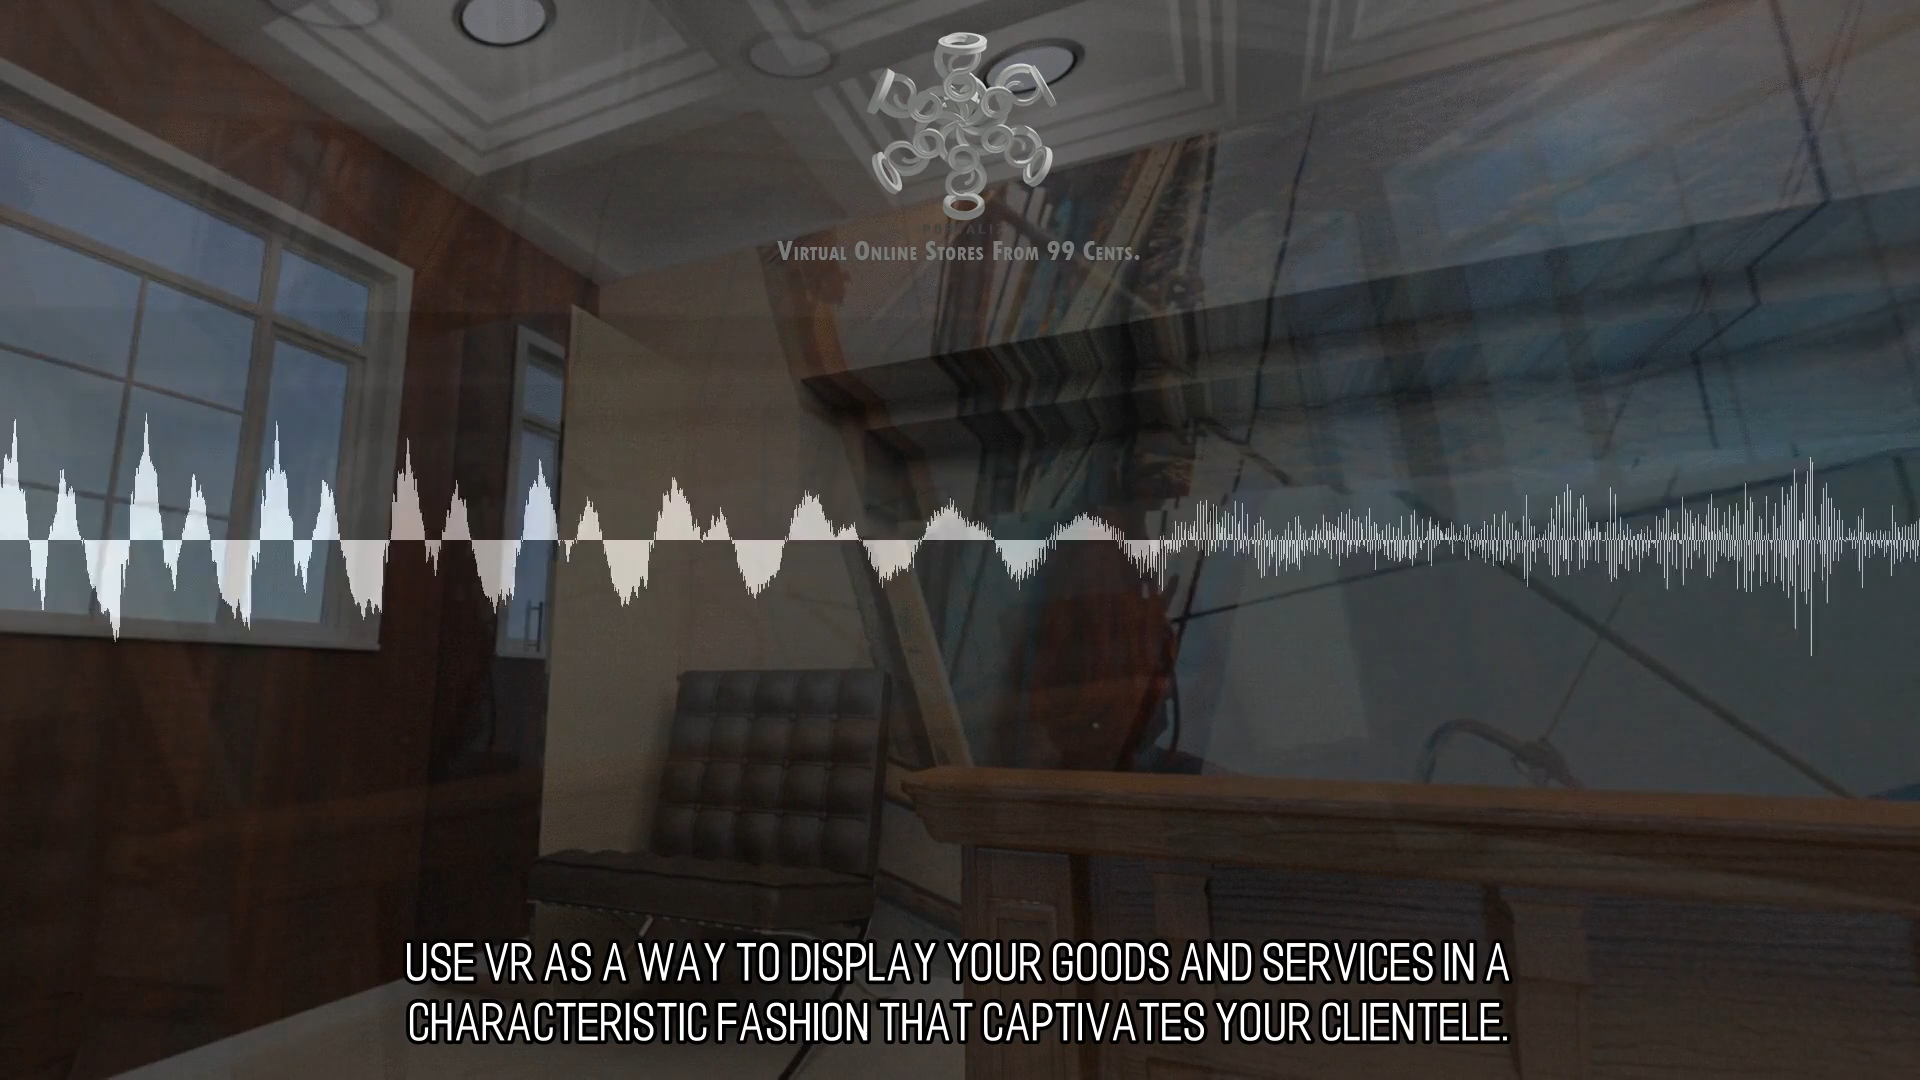 Virtual Online Stores From 99 Cents.
USE VR AS A WAY TO DISPLAY YOUR GOODS AND SERVICES IN A
CHARACTERISTIC FASHION THAT CAPTIVATES YOUR CLIENTELE.